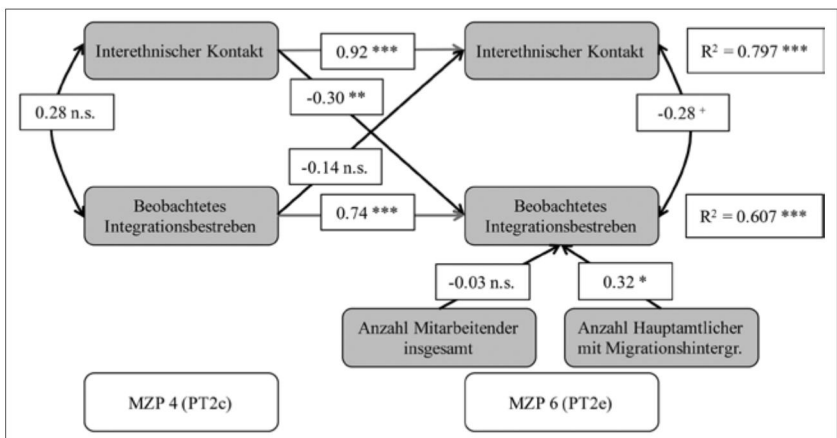 Interethnischer Kontakt
0.92 ***
Interethnischer Kontakt
R² = 0.797 ***
-0.30 **
0.28 n.s.
-0.28 ⁺
-0.14 n.s.
Beobachtetes
Integrationsbestreben
0.74 ***
Beobachtetes
Integrationsbestreben
R² = 0.607 ***
-0.03 n.s.
0.32 *
Anzahl Mitarbeitender
insgesamt
Anzahl Hauptamtlicher
mit Migrationshintergr.
MZP 4 (PT2c)
MZP 6 (PT2e)